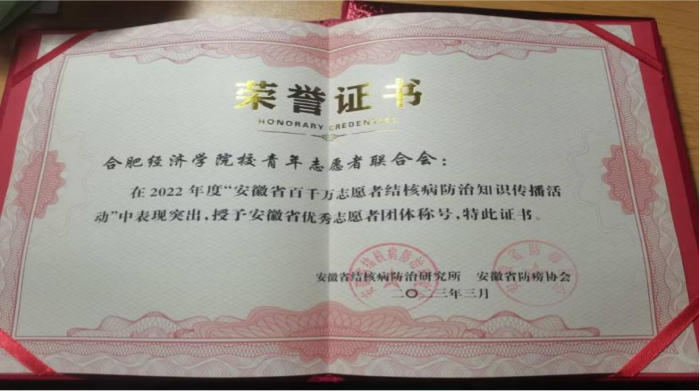 荣誉证书
HONORARY CREDENTIALS
合肥经济学院校青年志愿者联合会：
在2022年度“安徽省百千万志愿者结核病防治知识传播活
动”中表现突出，授予安徽省优秀志愿者团体称号，特此证书。
安徽省结核病防治研究所 安徽省防痨协会
二〇二三年三月